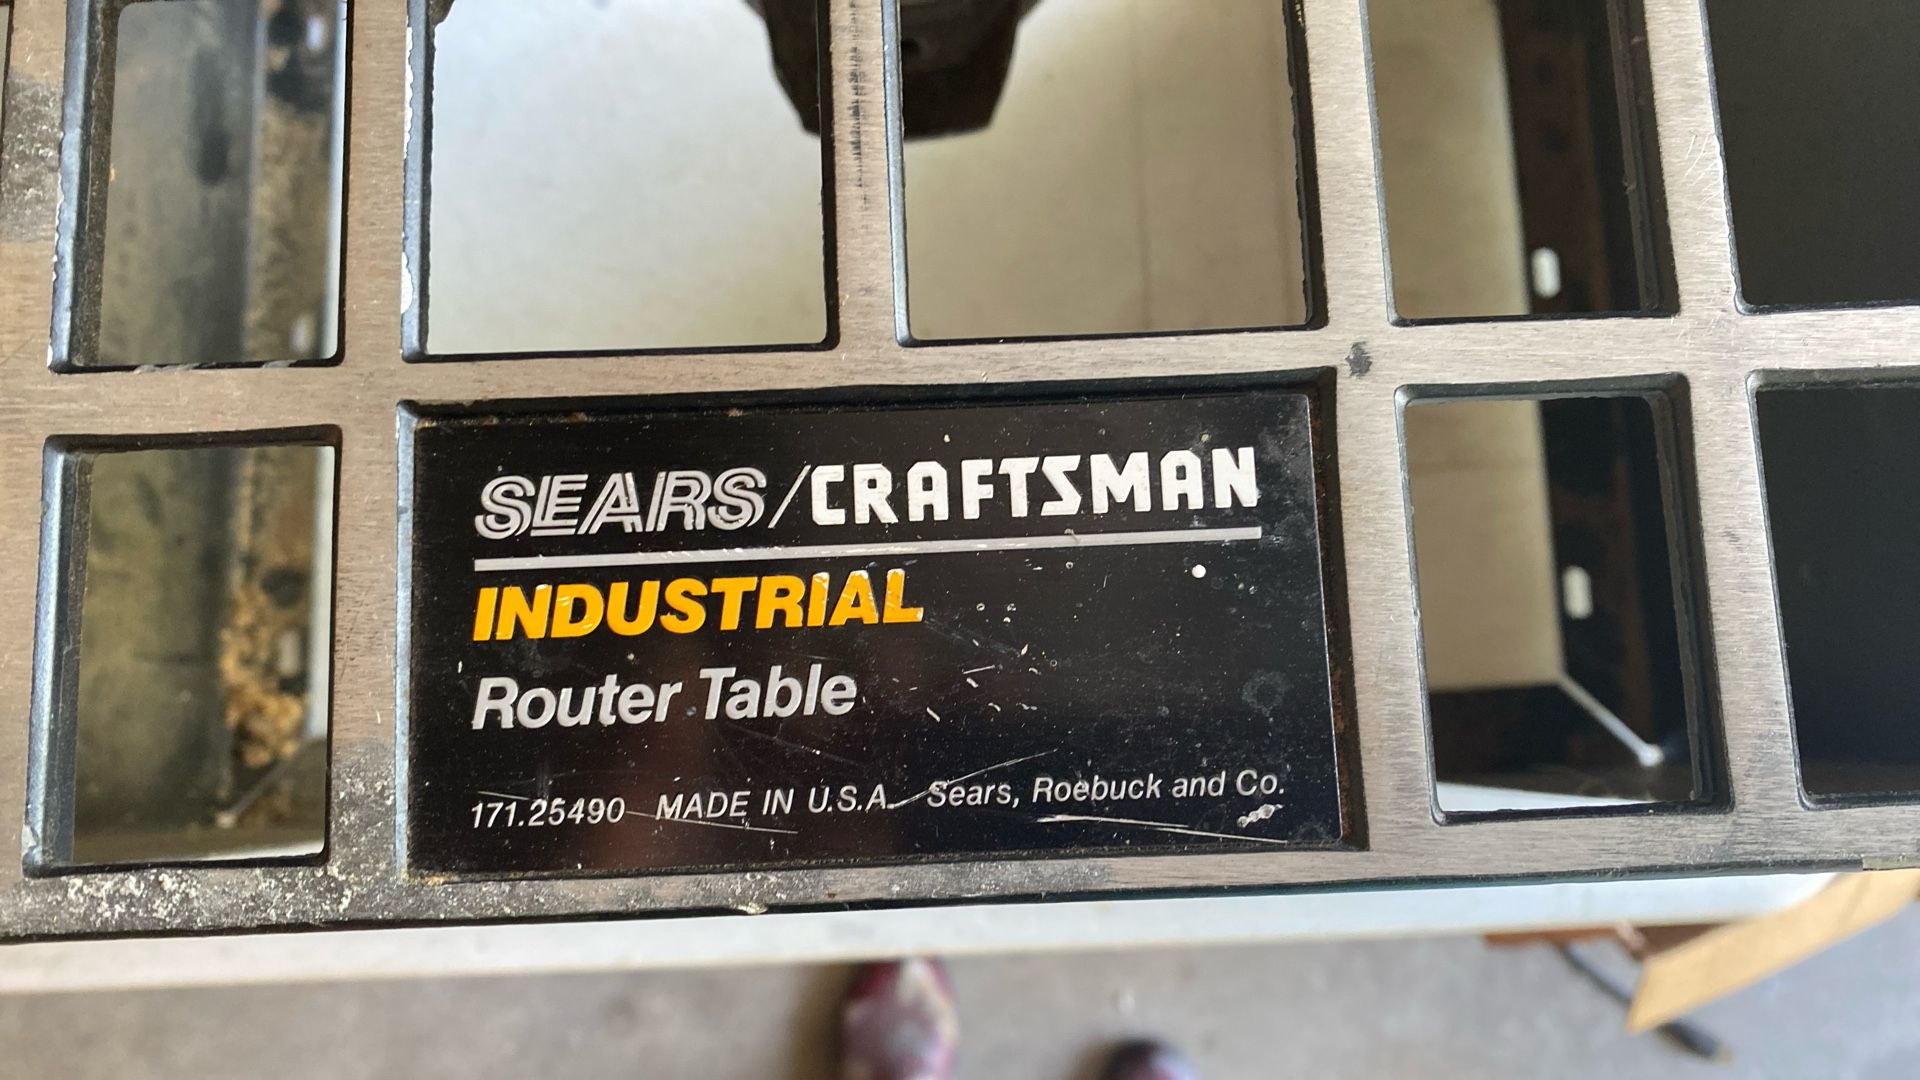 SEARS/CRAFTSMAN
INDUSTRIAL
Router Table
171.25490 MADE IN U.S.A. Sears, Roebuck and Co.